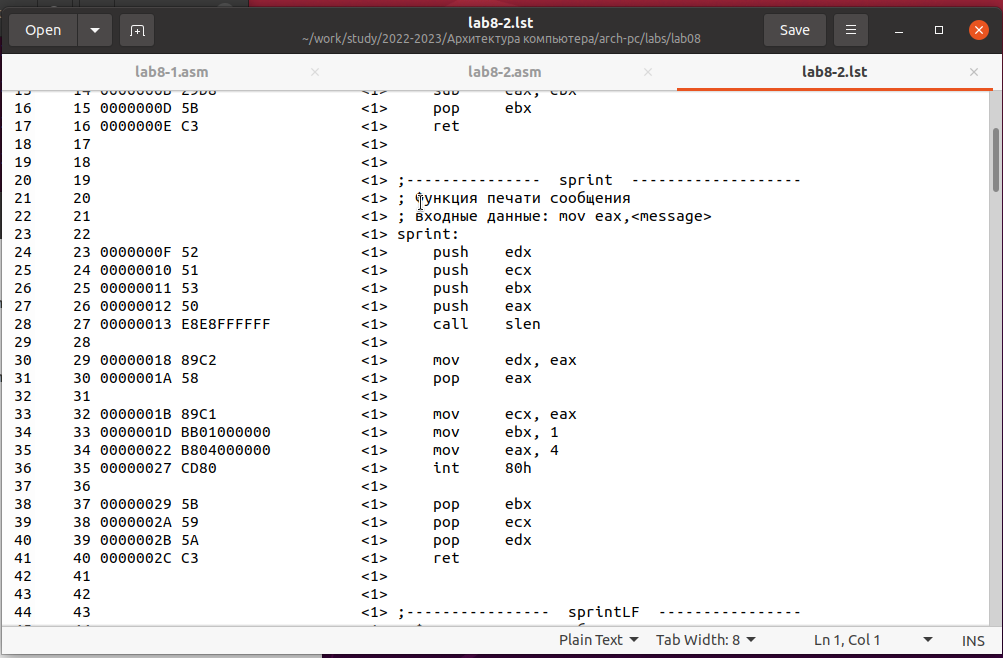 Open
lab8-2.lst
~/work/study/2022-2023/Архитектура компьютера/arch-pc/labs/lab08
Save
lab8-1.asm × lab8-2.asm × lab8-2.lst ×
15 14 0000000B 29D8 <1> sub eax, ebx
16 15 0000000D 5B <1> pop ebx
17 16 0000000E C3 <1> ret
18 17 <1>
19 18 <1>
20 19 <1> ;--------------- sprint -------------------
21 20 <1> ; Функция печати сообщения
22 21 <1> ; входные данные: mov eax,<message>
23 22 <1> sprint:
24 23 0000000F 52 <1> push edx
25 24 00000010 51 <1> push ecx
26 25 00000011 53 <1> push ebx
27 26 00000012 50 <1> push eax
28 27 00000013 E8E8FFFFFF <1> call slen
29 28 <1>
30 29 00000018 89C2 <1> mov edx, eax
31 30 0000001A 58 <1> pop eax
32 31 <1>
33 32 0000001B 89C1 <1> mov ecx, eax
34 33 0000001D BB01000000 <1> mov ebx, 1
35 34 00000022 B804000000 <1> mov eax, 4
36 35 00000027 CD80 <1> int 80h
37 36 <1>
38 37 00000029 5B <1> pop ebx
39 38 0000002A 59 <1> pop ecx
40 39 0000002B 5A <1> pop edx
41 40 0000002C C3 <1> ret
42 41 <1>
43 42 <1>
44 43 <1> ;---------------- sprintLF ----------------
Plain Text Tab Width: 8 Ln 1, Col 1 INS